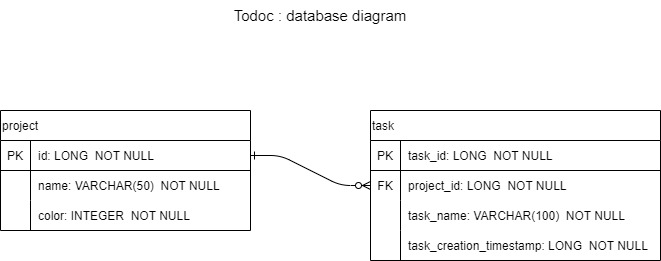 Todoc : database diagram
project
PK id: LONG NOT NULL
name: VARCHAR(50) NOT NULL
color: INTEGER NOT NULL
task
PK task_id: LONG NOT NULL
FK project_id: LONG NOT NULL
task_name: VARCHAR(100) NOT NULL
task_creation_timestamp: LONG NOT NULL